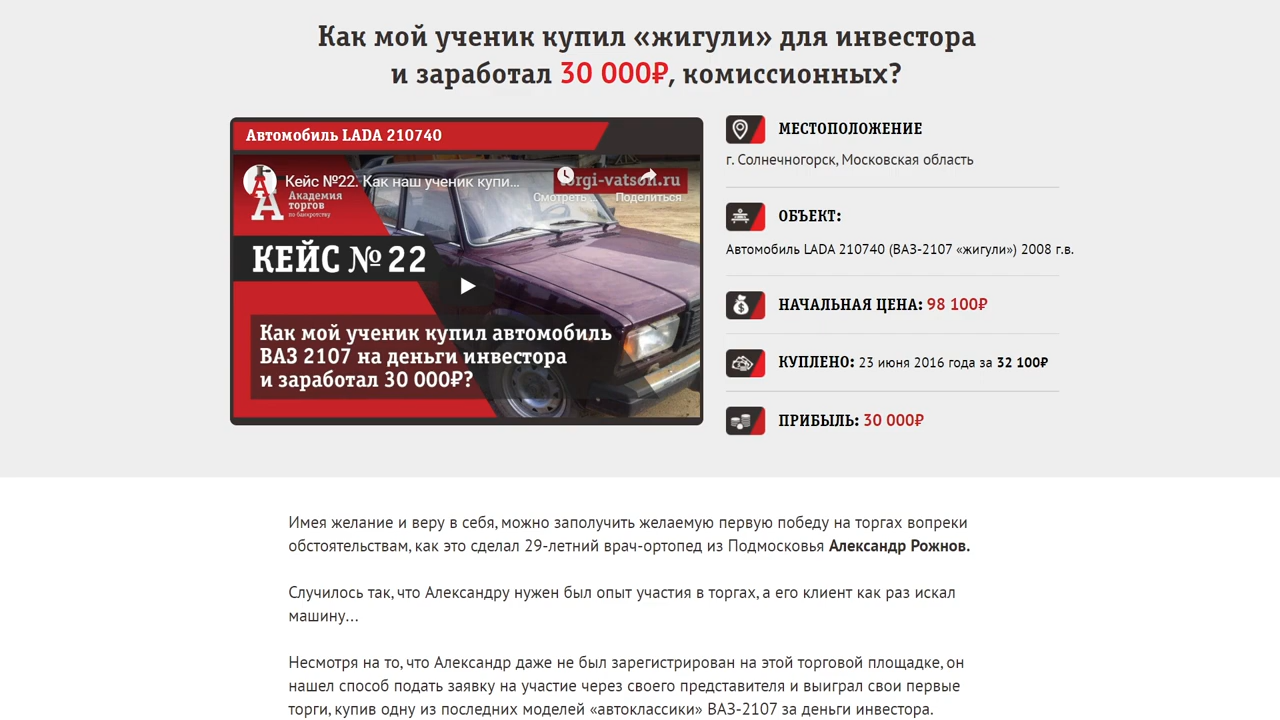 Как мой ученик купил «жигули» для инвестора
и заработал 30 000₽, комиссионных?
Автомобиль LADA 210740
Кейс №22. Как наш ученик купи...
Академия
торгов
по банкротству
torgi-vatson.ru
Смотреть ...
Поделиться
КЕЙС № 22
Как мой ученик купил автомобиль
ВАЗ 2107 на деньги инвестора
и заработал 30 000₽?
МЕСТОПОЛОЖЕНИЕ
г. Солнечногорск, Московская область
ОБЪЕКТ:
Автомобиль LADA 210740 (ВАЗ-2107 «жигули») 2008 г.в.
НАЧАЛЬНАЯ ЦЕНА: 98 100₽
КУПЛЕНО: 23 июня 2016 года за 32 100₽
ПРИБЫЛЬ: 30 000₽
Имея желание и веру в себя, можно заполучить желаемую первую победу на торгах вопреки
обстоятельствам, как это сделал 29-летний врач-ортопед из Подмосковья Александр Рожнов.
Случилось так, что Александру нужен был опыт участия в торгах, а его клиент как раз искал
машину...
Несмотря на то, что Александр даже не был зарегистрирован на этой торговой площадке, он
нашел способ подать заявку на участие через своего представителя и выиграл свои первые
торги, купив одну из последних моделей «автоклассики» ВАЗ-2107 за деньги инвестора.